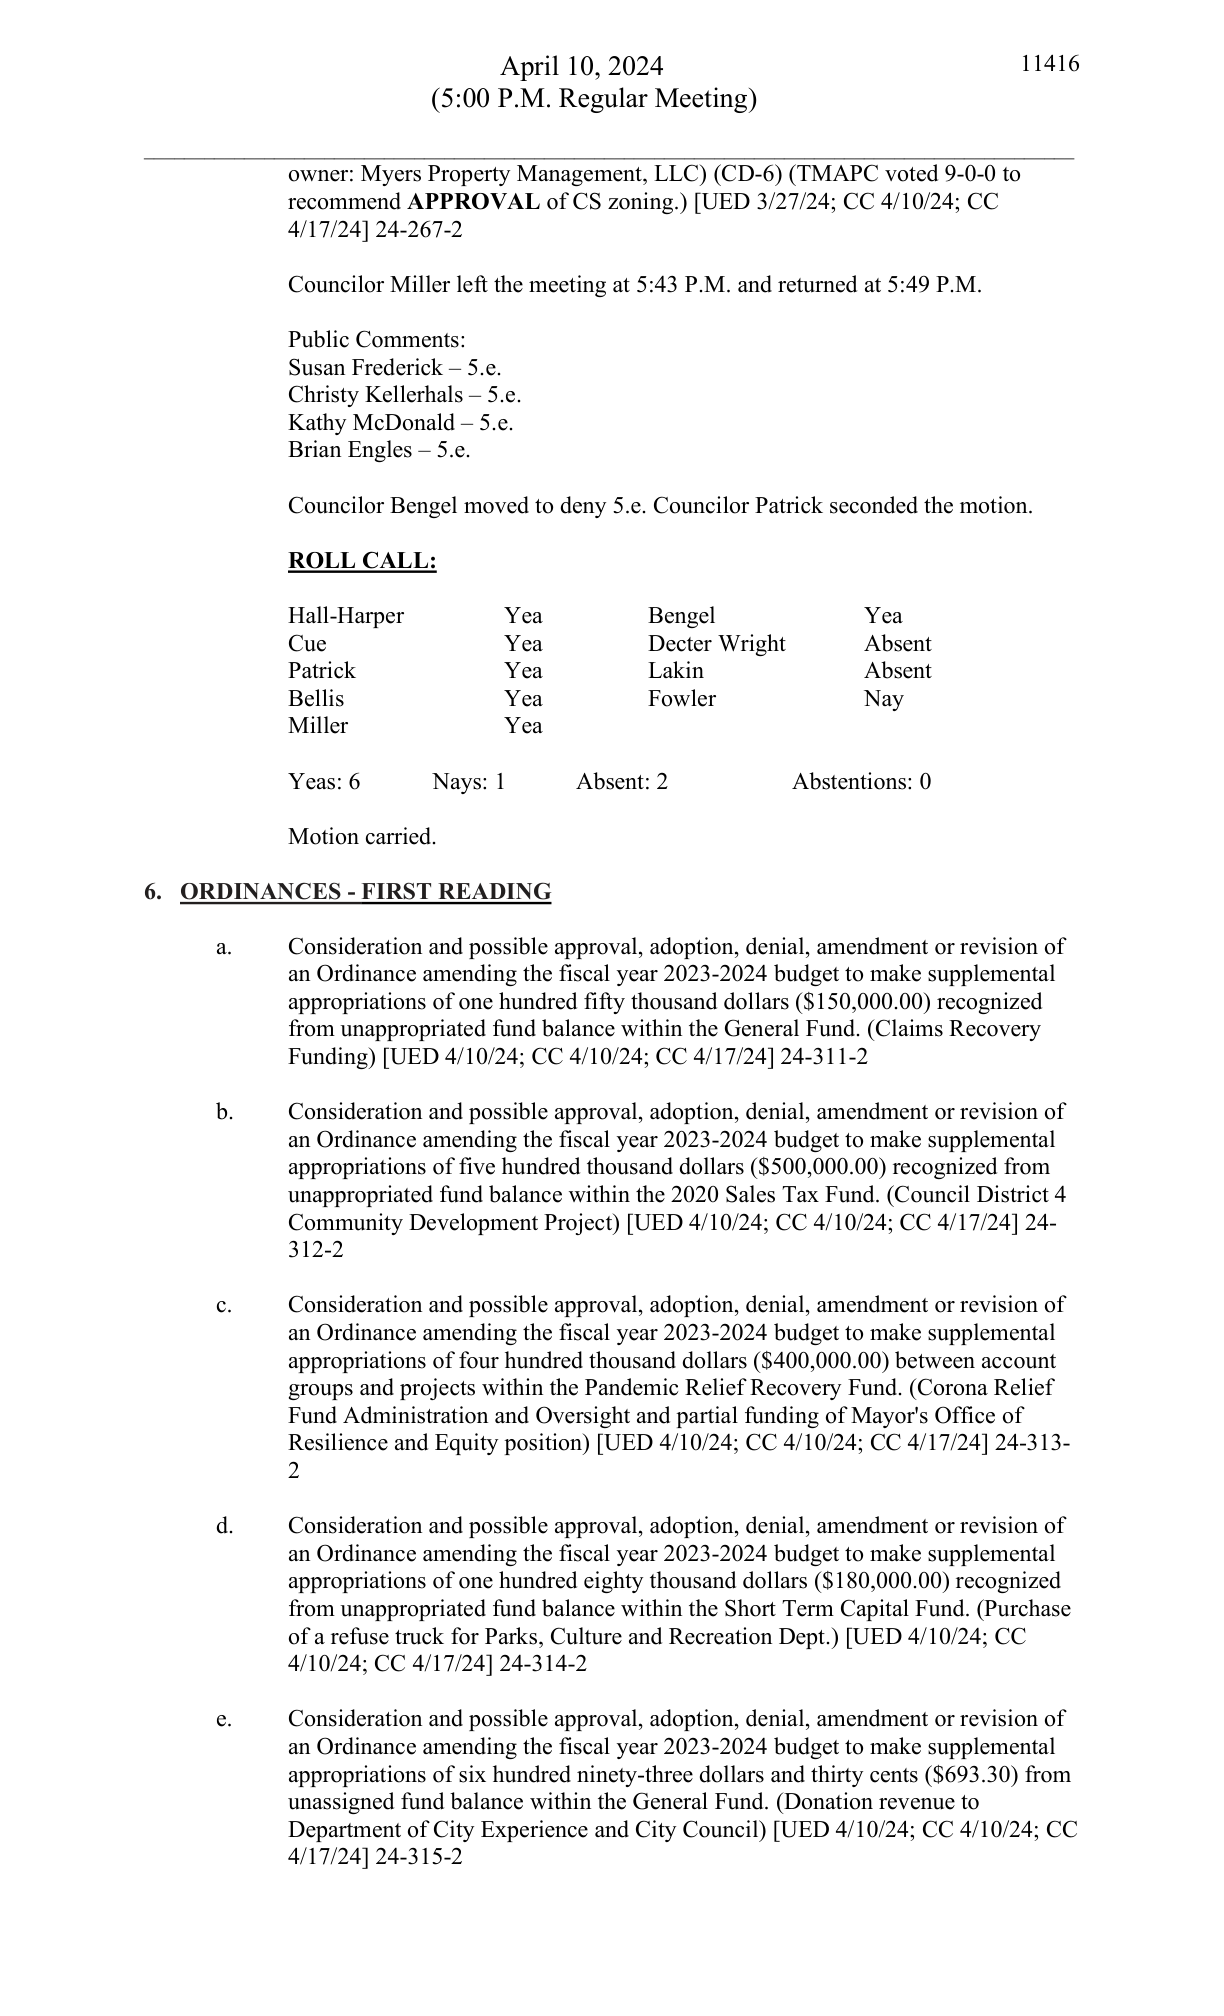 April 10, 2024
11416
(5:00 P.M. Regular Meeting)
owner: Myers Property Management, LLC) (CD-6) (TMAPC voted 9-0-0 to
recommend APPROVAL of CS zoning.) [UED 3/27/24; CC 4/10/24; CC
4/17/24] 24-267-2
Councilor Miller left the meeting at 5:43 P.M. and returned at 5:49 P.M.
Public Comments:
Susan Frederick – 5.e.
Christy Kellerhals – 5.e.
Kathy McDonald – 5.e.
Brian Engles – 5.e.
Councilor Bengel moved to deny 5.e. Councilor Patrick seconded the motion.
ROLL CALL:
Hall-Harper Yea Bengel Yea
Cue Yea Decter Wright Absent
Patrick Yea Lakin Absent
Bellis Yea Fowler Nay
Miller Yea
Yeas: 6 Nays: 1 Absent: 2 Abstentions: 0
Motion carried.
6. ORDINANCES - FIRST READING
a. Consideration and possible approval, adoption, denial, amendment or revision of
an Ordinance amending the fiscal year 2023-2024 budget to make supplemental
appropriations of one hundred fifty thousand dollars ($150,000.00) recognized
from unappropriated fund balance within the General Fund. (Claims Recovery
Funding) [UED 4/10/24; CC 4/10/24; CC 4/17/24] 24-311-2
b. Consideration and possible approval, adoption, denial, amendment or revision of
an Ordinance amending the fiscal year 2023-2024 budget to make supplemental
appropriations of five hundred thousand dollars ($500,000.00) recognized from
unappropriated fund balance within the 2020 Sales Tax Fund. (Council District 4
Community Development Project) [UED 4/10/24; CC 4/10/24; CC 4/17/24] 24-
312-2
c. Consideration and possible approval, adoption, denial, amendment or revision of
an Ordinance amending the fiscal year 2023-2024 budget to make supplemental
appropriations of four hundred thousand dollars ($400,000.00) between account
groups and projects within the Pandemic Relief Recovery Fund. (Corona Relief
Fund Administration and Oversight and partial funding of Mayor's Office of
Resilience and Equity position) [UED 4/10/24; CC 4/10/24; CC 4/17/24] 24-313-
2
d. Consideration and possible approval, adoption, denial, amendment or revision of
an Ordinance amending the fiscal year 2023-2024 budget to make supplemental
appropriations of one hundred eighty thousand dollars ($180,000.00) recognized
from unappropriated fund balance within the Short Term Capital Fund. (Purchase
of a refuse truck for Parks, Culture and Recreation Dept.) [UED 4/10/24; CC
4/10/24; CC 4/17/24] 24-314-2
e. Consideration and possible approval, adoption, denial, amendment or revision of
an Ordinance amending the fiscal year 2023-2024 budget to make supplemental
appropriations of six hundred ninety-three dollars and thirty cents ($693.30) from
unassigned fund balance within the General Fund. (Donation revenue to
Department of City Experience and City Council) [UED 4/10/24; CC 4/10/24; CC
4/17/24] 24-315-2